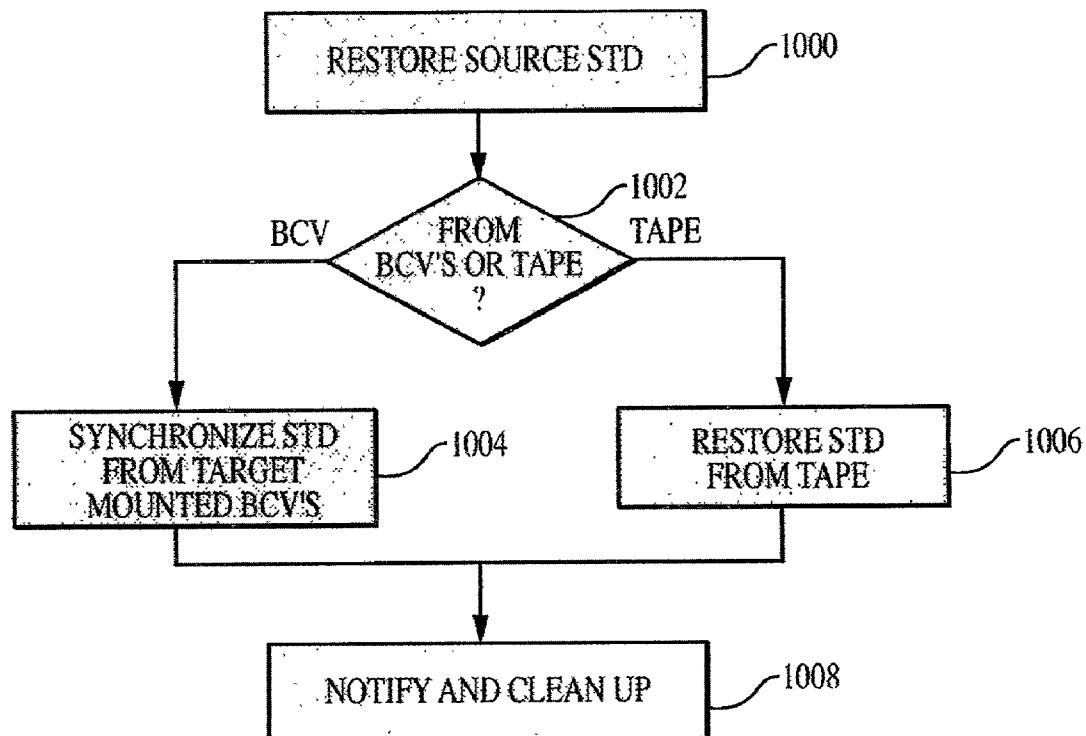 RESTORE SOURCE STD
1000
1002
BCV
FROM
TAPE
BCV'S OR TAPE
?
SYNCHRONIZE STD
FROM TARGET
MOUNTED BCV'S
1004
RESTORE STD
FROM TAPE
1006
NOTIFY AND CLEAN UP
1008